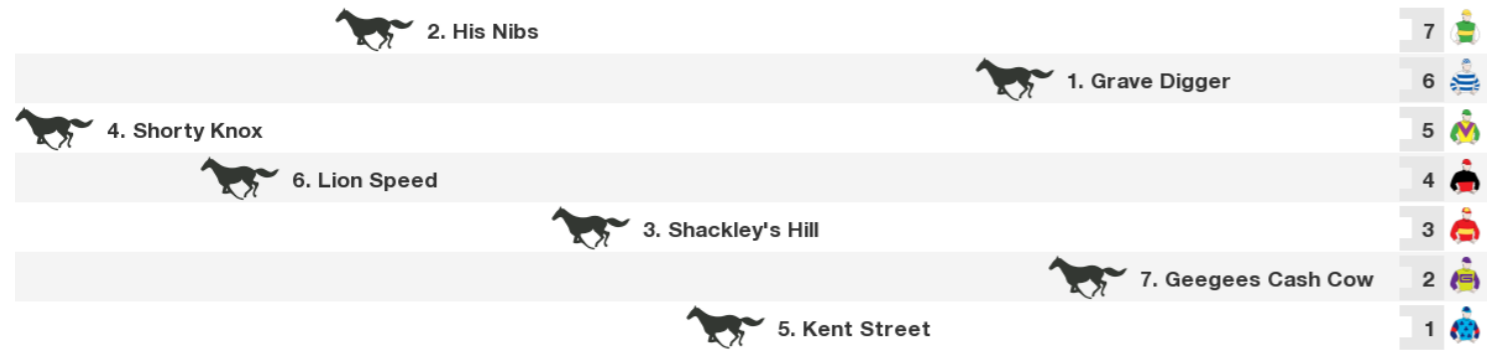 2. His Nibs 7
1. Grave Digger 6
4. Shorty Knox 5
6. Lion Speed 4
3. Shackley's Hill 3
7. Geegees Cash Cow 2
5. Kent Street 1